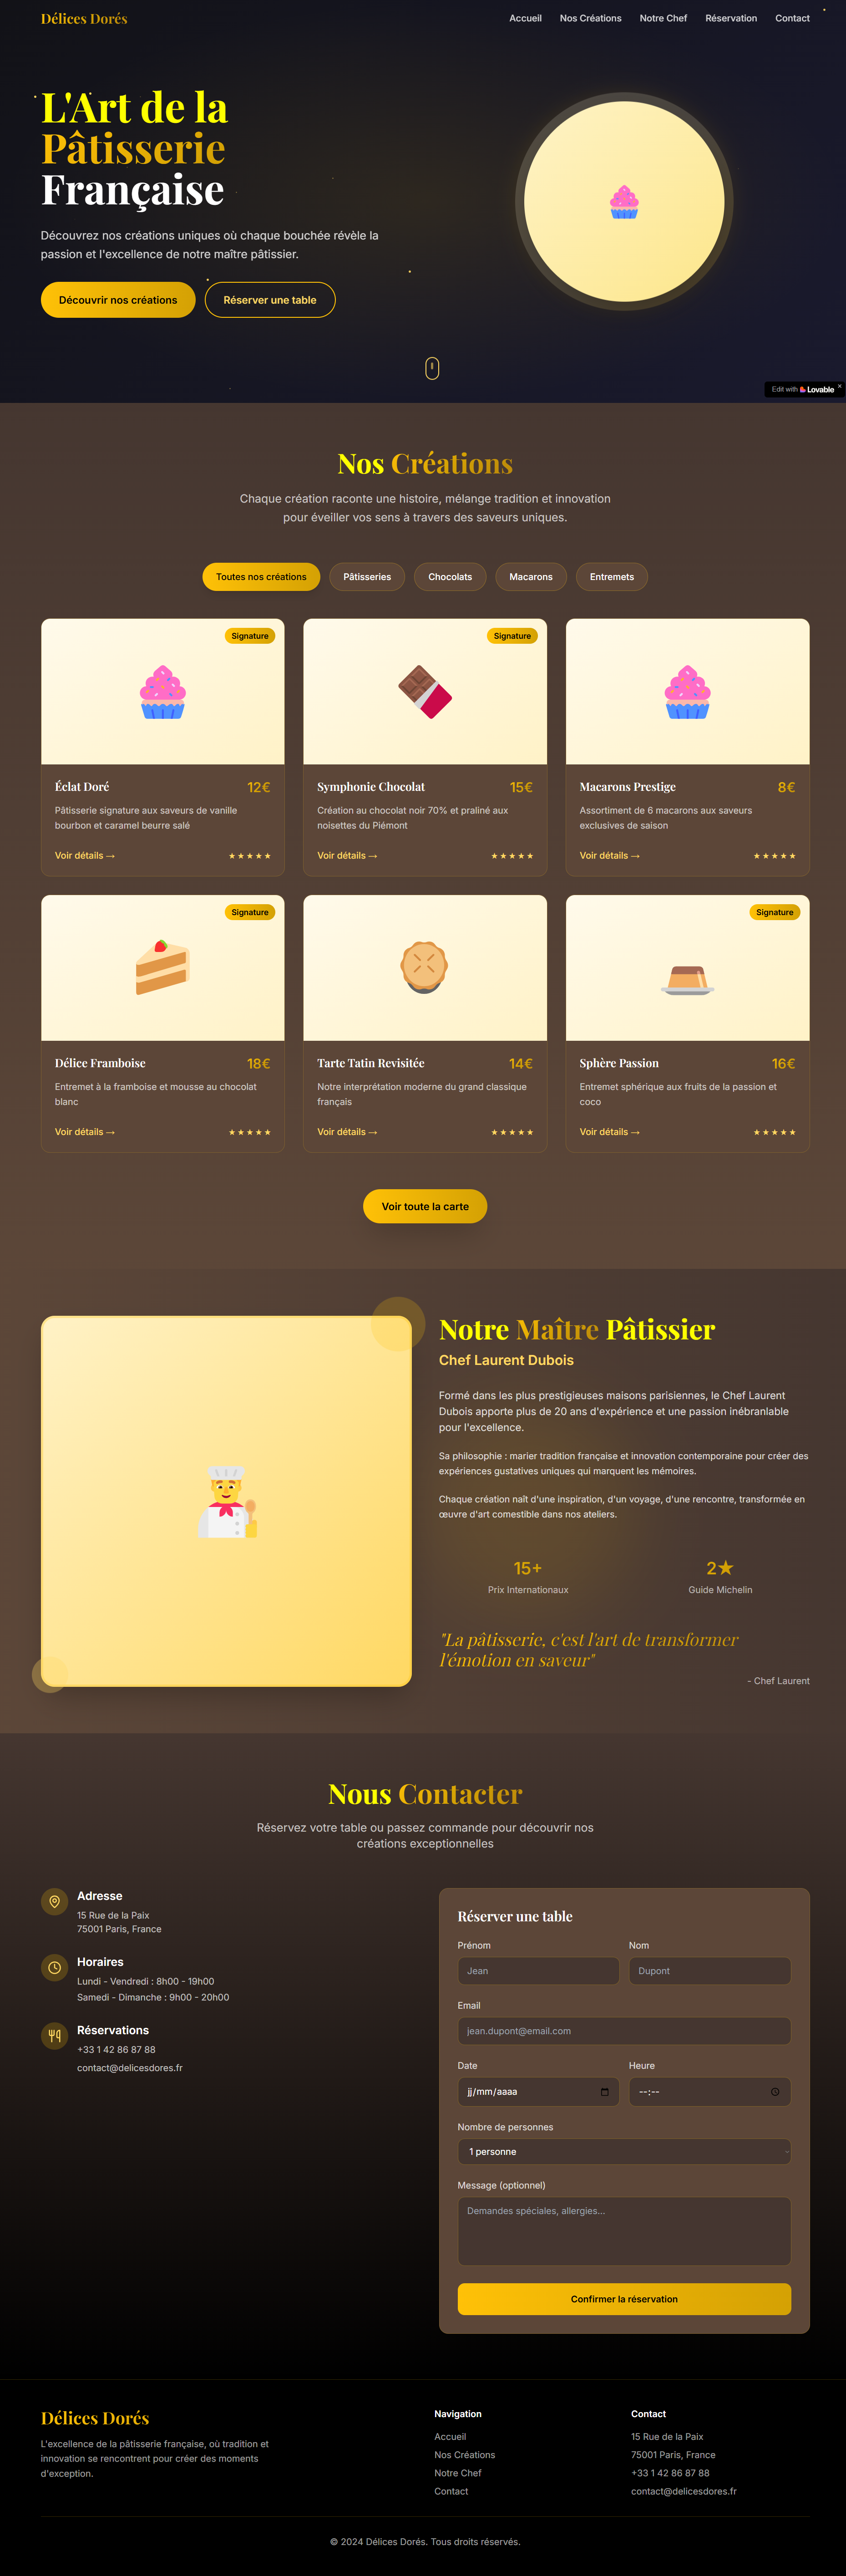 Délices Dorés
Accueil Nos Créations Notre Chef Réservation Contact
L'Art de la
Pâtisserie
Française
Découvrez nos créations uniques où chaque bouchée révèle la
passion et l'excellence de notre maître pâtissier.
Découvrir nos créations Réserver une table
Edit with Lovable ×
Nos Créations
Chaque création raconte une histoire, mélange tradition et innovation
pour éveiller vos sens à travers des saveurs uniques.
Toutes nos créations Pâtisseries Chocolats Macarons Entremets
Signature
Éclat Doré 12€
Pâtisserie signature aux saveurs de vanille
bourbon et caramel beurre salé
Voir détails → ★★★★★
Signature
Symphonie Chocolat 15€
Création au chocolat noir 70% et praliné aux
noisettes du Piémont
Voir détails → ★★★★★
Macarons Prestige 8€
Assortiment de 6 macarons aux saveurs
exclusives de saison
Voir détails → ★★★★★
Signature
Délice Framboise 18€
Entremet à la framboise et mousse au chocolat
blanc
Voir détails → ★★★★★
Tarte Tatin Revisitée 14€
Notre interprétation moderne du grand classique
français
Voir détails → ★★★★★
Signature
Sphère Passion 16€
Entremet sphérique aux fruits de la passion et
coco
Voir détails → ★★★★★
Voir toute la carte
Notre Maître Pâtissier
Chef Laurent Dubois
Formé dans les plus prestigieuses maisons parisiennes, le Chef Laurent
Dubois apporte plus de 20 ans d'expérience et une passion inébranlable
pour l'excellence.
Sa philosophie : marier tradition française et innovation contemporaine pour créer des
expériences gustatives uniques qui marquent les mémoires.
Chaque création naît d'une inspiration, d'un voyage, d'une rencontre, transformée en
œuvre d'art comestible dans nos ateliers.
15+ 2★
Prix Internationaux Guide Michelin
"La pâtisserie, c'est l'art de transformer
l'émotion en saveur"
- Chef Laurent
Nous Contacter
Réservez votre table ou passez commande pour découvrir nos
créations exceptionnelles
Adresse
15 Rue de la Paix
75001 Paris, France
Horaires
Lundi - Vendredi : 8h00 - 19h00
Samedi - Dimanche : 9h00 - 20h00
Réservations
+33 1 42 86 87 88
contact@delicesdores.fr
Réserver une table
Prénom Nom
Jean Dupont
Email
jean.dupont@email.com
Date Heure
jj/mm/aaaa --:--
Nombre de personnes
1 personne
Message (optionnel)
Demandes spéciales, allergies...
Confirmer la réservation
Délices Dorés
L'excellence de la pâtisserie française, où tradition et
innovation se rencontrent pour créer des moments
d'exception.
Navigation
Accueil
Nos Créations
Notre Chef
Contact
Contact
15 Rue de la Paix
75001 Paris, France
+33 1 42 86 87 88
contact@delicesdores.fr
© 2024 Délices Dorés. Tous droits réservés.